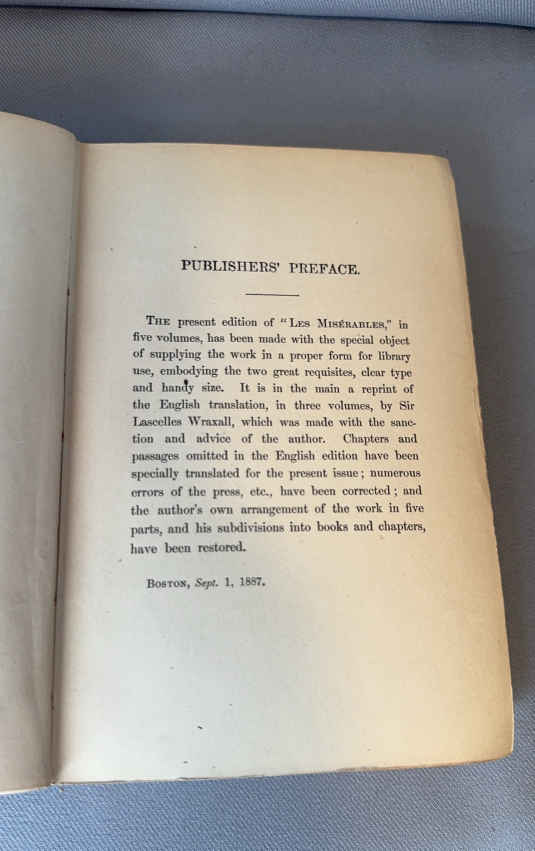 PUBLISHERS' PREFACE.
THE present edition of "LES MISÉRABLES," in
five volumes, has been made with the special object
of supplying the work in a proper form for library
use, embodying the two great requisites, clear type
and handy size. It is in the main a reprint of
the English translation, in three volumes, by Sir
Lascelles Wraxall, which was made with the sanc-
tion and advice of the author. Chapters and
passages omitted in the English edition have been
specially translated for the present issue; numerous
errors of the press, etc., have been corrected; and
the author's own arrangement of the work in five
parts, and his subdivisions into books and chapters,
have been restored.
BOSTON, Sept. 1, 1887.